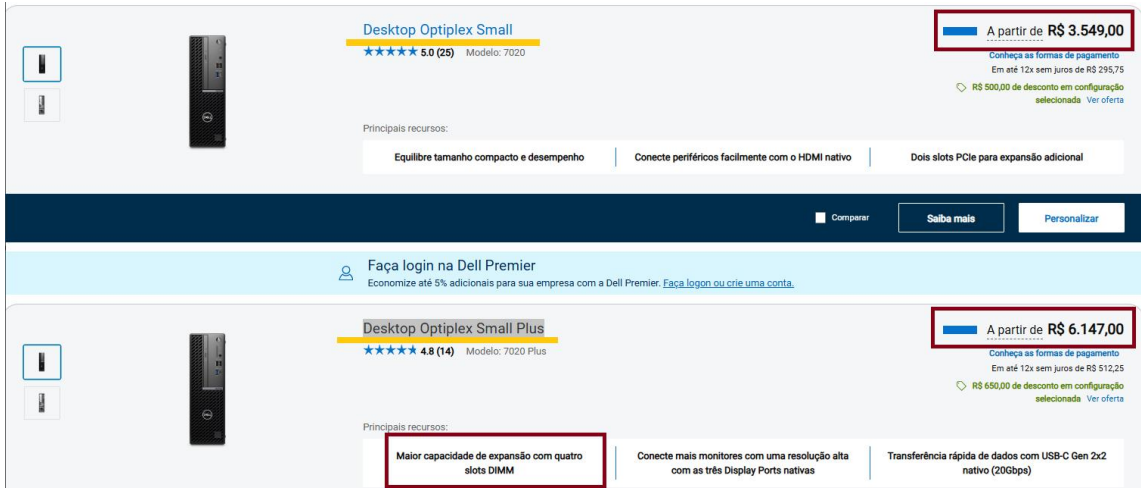 Desktop Optiplex Small
A partir de R$ 3.549,00
5.0 (25) Modelo: 7020
Conheça as formas de pagamento
Em até 12x sem juros de R$ 295,75
R$ 500,00 de desconto em configuração
selecionada Ver oferta
Principais recursos:
Equilibre tamanho compacto e desempenho
Conecte periféricos facilmente com o HDMI nativo
Dois slots PCIe para expansão adicional
Comparar
Saiba mais
Personalizar
Faça login na Dell Premier
Economize até 5% adicionais para sua empresa com a Dell Premier. Faça logon ou crie uma conta.
Desktop Optiplex Small Plus
A partir de R$ 6.147,00
4.8 (14) Modelo: 7020 Plus
Conheça as formas de pagamento
Em até 12x sem juros de R$ 512,25
R$ 650,00 de desconto em configuração
selecionada Ver oferta
Principais recursos:
Maior capacidade de expansão com quatro
slots DIMM
Conecte mais monitores com uma resolução alta
com as três Display Ports nativas
Transferência rápida de dados com USB-C Gen 2x2
nativo (20Gbps)